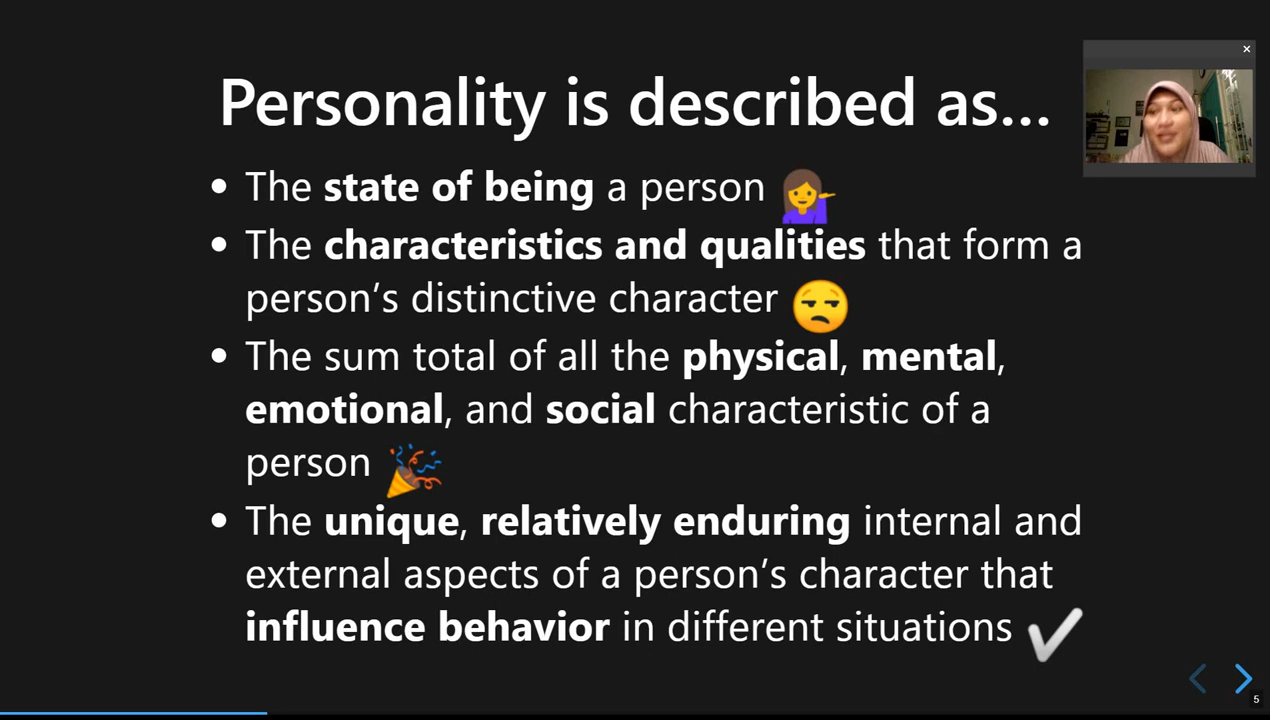 Personality is described as...
• The state of being a person 💁‍♀️
• The characteristics and qualities that form a
person’s distinctive character 😒
• The sum total of all the physical, mental,
emotional, and social characteristic of a
person 🎉
• The unique, relatively enduring internal and
external aspects of a person’s character that
influence behavior in different situations ✔️
5